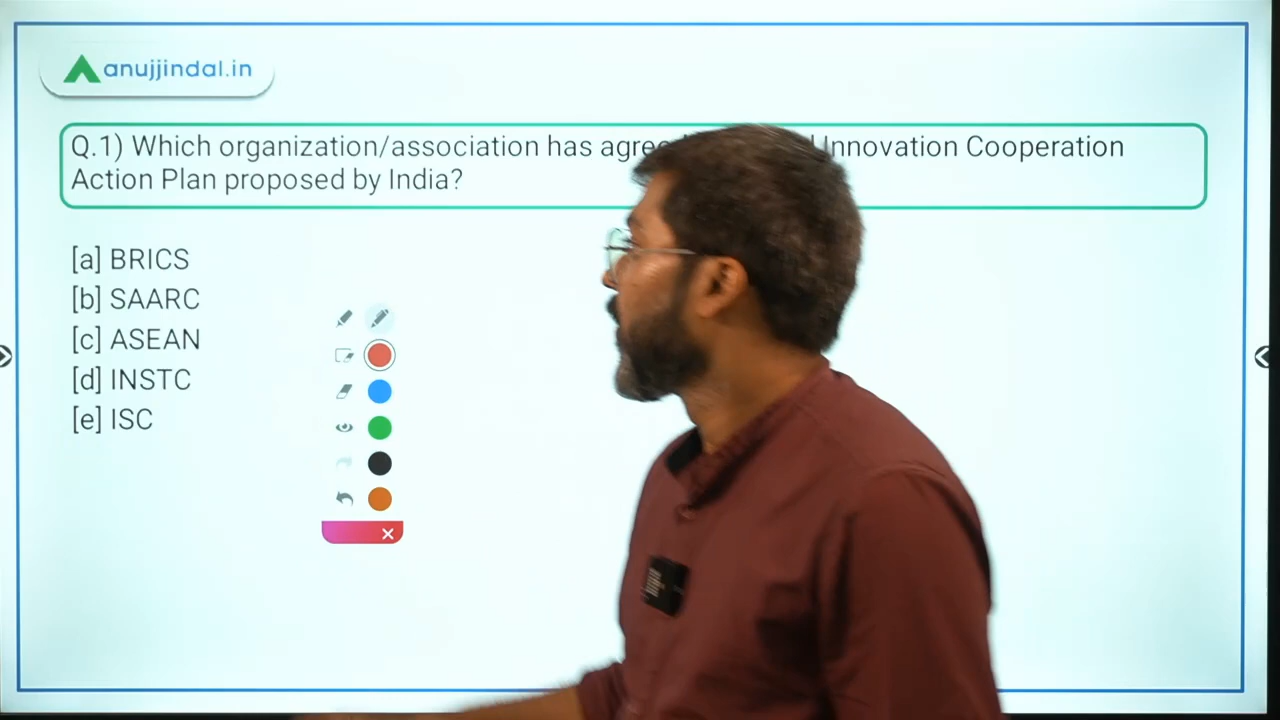 anujjindal.in
Q.1) Which organization/association has Innovation Cooperation
Action Plan proposed by India?
[a] BRICS
[b] SAARC
[c] ASEAN
[d] INSTC
[e] ISC